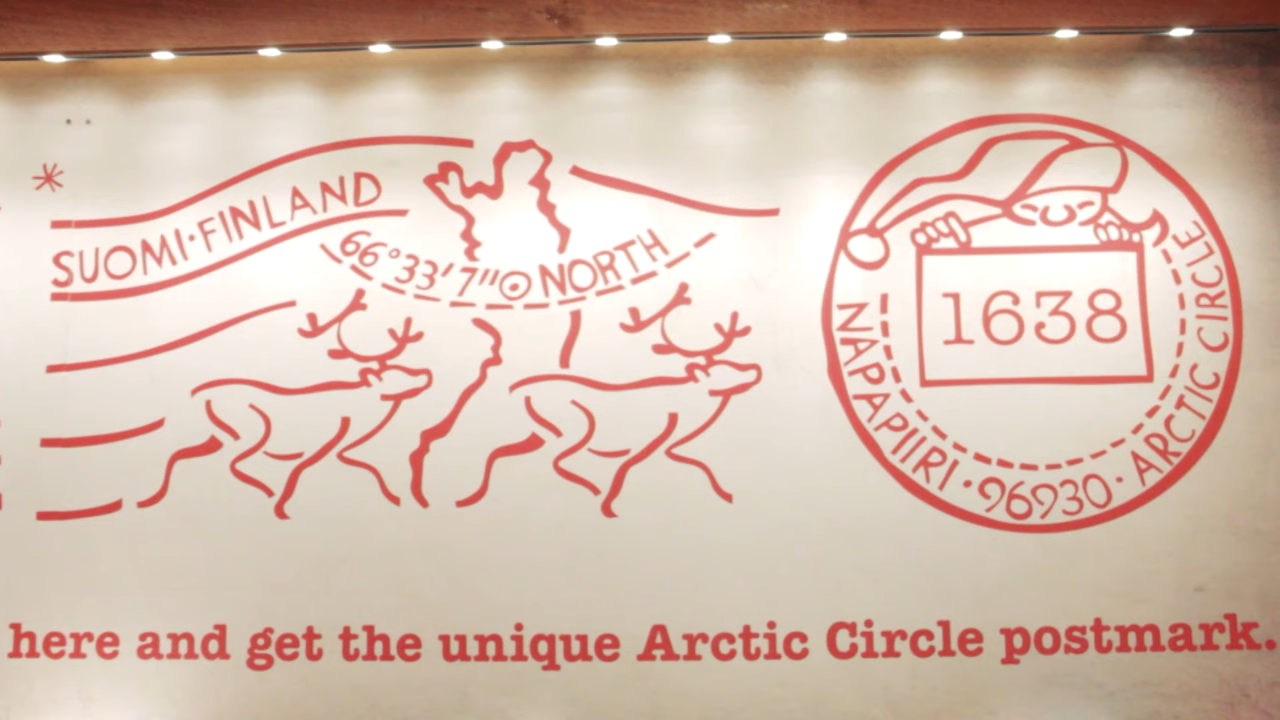 SUOMI·FINLAND
66°33'7" NORTH
1638
NAPAPIIRI · 96930 · ARCTIC CIRCLE
here and get the unique Arctic Circle postmark.